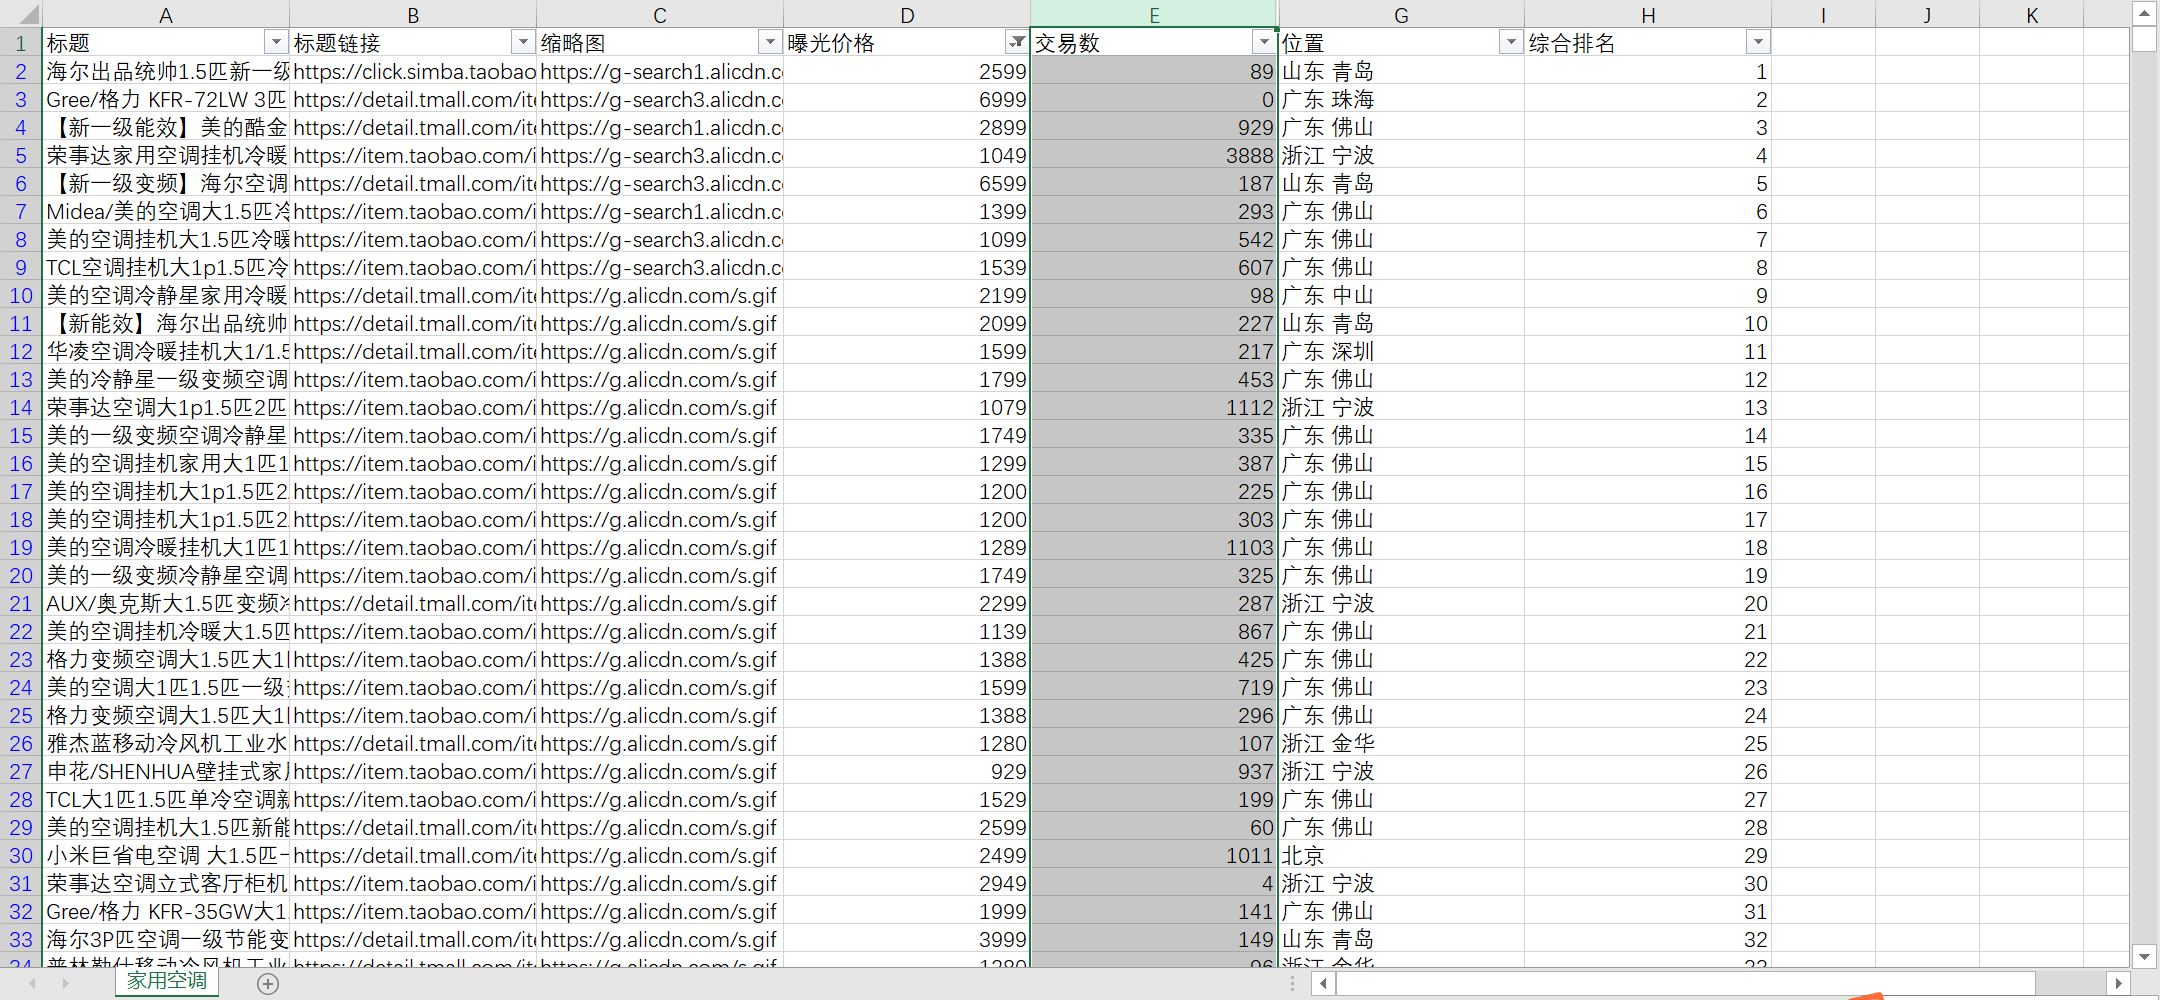 A B C D E G H I J K
1 标题 标题链接 缩略图 曝光价格 交易数 位置 综合排名
2 海尔出品统帅1.5匹新一级 https://click.simba.taobao https://g-search1.alicdn.c 2599 89 山东 青岛 1
3 Gree/格力 KFR-72LW 3匹 https://detail.tmall.com/it https://g-search3.alicdn.c 6999 0 广东 珠海 2
4 【新一级能效】美的酷金 https://detail.tmall.com/it https://g-search1.alicdn.c 2899 929 广东 佛山 3
5 荣事达家用空调挂机冷暖 https://item.taobao.com/i https://g-search3.alicdn.c 1049 3888 浙江 宁波 4
6 【新一级变频】海尔空调 https://detail.tmall.com/it https://g-search3.alicdn.c 6599 187 山东 青岛 5
7 Midea/美的空调大1.5匹冷 https://item.taobao.com/i https://g-search1.alicdn.c 1399 293 广东 佛山 6
8 美的空调挂机大1.5匹冷暖 https://item.taobao.com/i https://g-search3.alicdn.c 1099 542 广东 佛山 7
9 TCL空调挂机大1p1.5匹冷 https://item.taobao.com/i https://g-search3.alicdn.c 1539 607 广东 佛山 8
10 美的空调冷静星家用冷暖 https://detail.tmall.com/it https://g.alicdn.com/s.gif 2199 98 广东 中山 9
11 【新能效】海尔出品统帅 https://detail.tmall.com/it https://g.alicdn.com/s.gif 2099 227 山东 青岛 10
12 华凌空调冷暖挂机大1/1.5 https://detail.tmall.com/it https://g.alicdn.com/s.gif 1599 217 广东 深圳 11
13 美的冷静星一级变频空调 https://item.taobao.com/i https://g.alicdn.com/s.gif 1799 453 广东 佛山 12
14 荣事达空调大1p1.5匹2匹 https://item.taobao.com/i https://g.alicdn.com/s.gif 1079 1112 浙江 宁波 13
15 美的一级变频空调冷静星 https://item.taobao.com/i https://g.alicdn.com/s.gif 1749 335 广东 佛山 14
16 美的空调挂机家用大1匹1 https://item.taobao.com/i https://g.alicdn.com/s.gif 1299 387 广东 佛山 15
17 美的空调挂机大1p1.5匹2 https://item.taobao.com/i https://g.alicdn.com/s.gif 1200 225 广东 佛山 16
18 美的空调挂机大1p1.5匹2 https://item.taobao.com/i https://g.alicdn.com/s.gif 1200 303 广东 佛山 17
19 美的空调冷暖挂机大1匹1 https://item.taobao.com/i https://g.alicdn.com/s.gif 1289 1103 广东 佛山 18
20 美的一级变频冷静星空调 https://item.taobao.com/i https://g.alicdn.com/s.gif 1749 325 广东 佛山 19
21 AUX/奥克斯大1.5匹变频冷 https://detail.tmall.com/it https://g.alicdn.com/s.gif 2299 287 浙江 宁波 20
22 美的空调挂机冷暖大1.5匹 https://item.taobao.com/i https://g.alicdn.com/s.gif 1139 867 广东 佛山 21
23 格力变频空调大1.5匹大1 https://item.taobao.com/i https://g.alicdn.com/s.gif 1388 425 广东 佛山 22
24 美的空调大1匹1.5匹一级 https://item.taobao.com/i https://g.alicdn.com/s.gif 1599 719 广东 佛山 23
25 格力变频空调大1.5匹大1 https://item.taobao.com/i https://g.alicdn.com/s.gif 1388 296 广东 佛山 24
26 雅杰蓝移动冷风机工业水 https://detail.tmall.com/it https://g.alicdn.com/s.gif 1280 107 浙江 金华 25
27 申花/SHENHUA壁挂式家 https://item.taobao.com/i https://g.alicdn.com/s.gif 929 937 浙江 宁波 26
28 TCL大1匹1.5匹单冷空调新 https://item.taobao.com/i https://g.alicdn.com/s.gif 1529 199 广东 佛山 27
29 美的空调挂机大1.5匹新能 https://detail.tmall.com/it https://g.alicdn.com/s.gif 2599 60 广东 佛山 28
30 小米巨省电空调 大1.5匹一 https://detail.tmall.com/it https://g.alicdn.com/s.gif 2499 1011 北京 29
31 荣事达空调立式客厅柜机 https://item.taobao.com/i https://g.alicdn.com/s.gif 2949 4 浙江 宁波 30
32 Gree/格力 KFR-35GW大1 https://item.taobao.com/i https://g.alicdn.com/s.gif 1999 141 广东 佛山 31
33 海尔3P匹空调一级节能变 https://detail.tmall.com/it https://g.alicdn.com/s.gif 3999 149 山东 青岛 32
家用空调